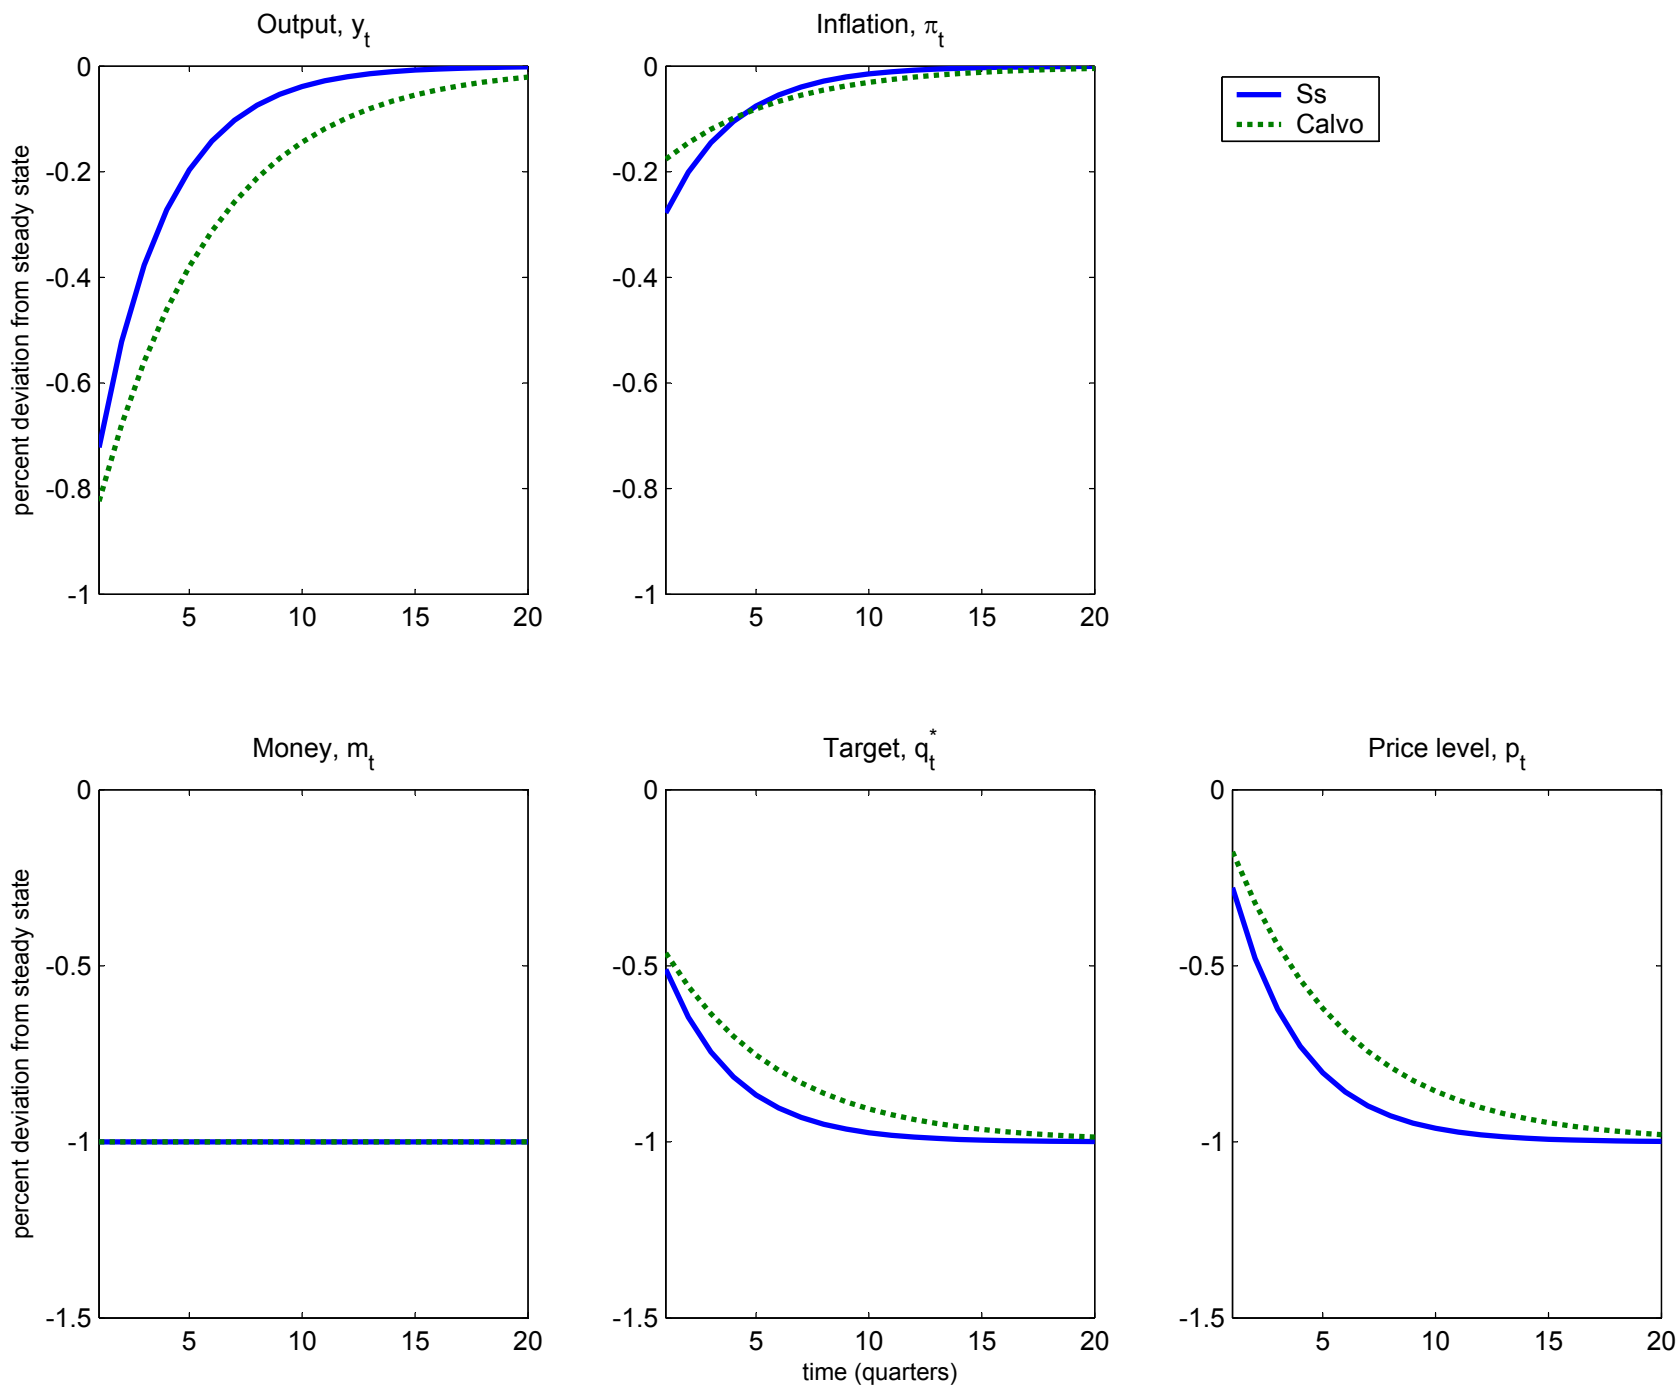 Output, y_t
Inflation, π_t
Ss
Calvo
percent deviation from steady state
0
-0.2
-0.4
-0.6
-0.8
-1
5 10 15 20
0
-0.2
-0.4
-0.6
-0.8
-1
5 10 15 20
Money, m_t
Target, q_t^*
Price level, p_t
percent deviation from steady state
0
-0.5
-1
-1.5
5 10 15 20
0
-0.5
-1
-1.5
5 10 15 20
0
-0.5
-1
-1.5
5 10 15 20
time (quarters)